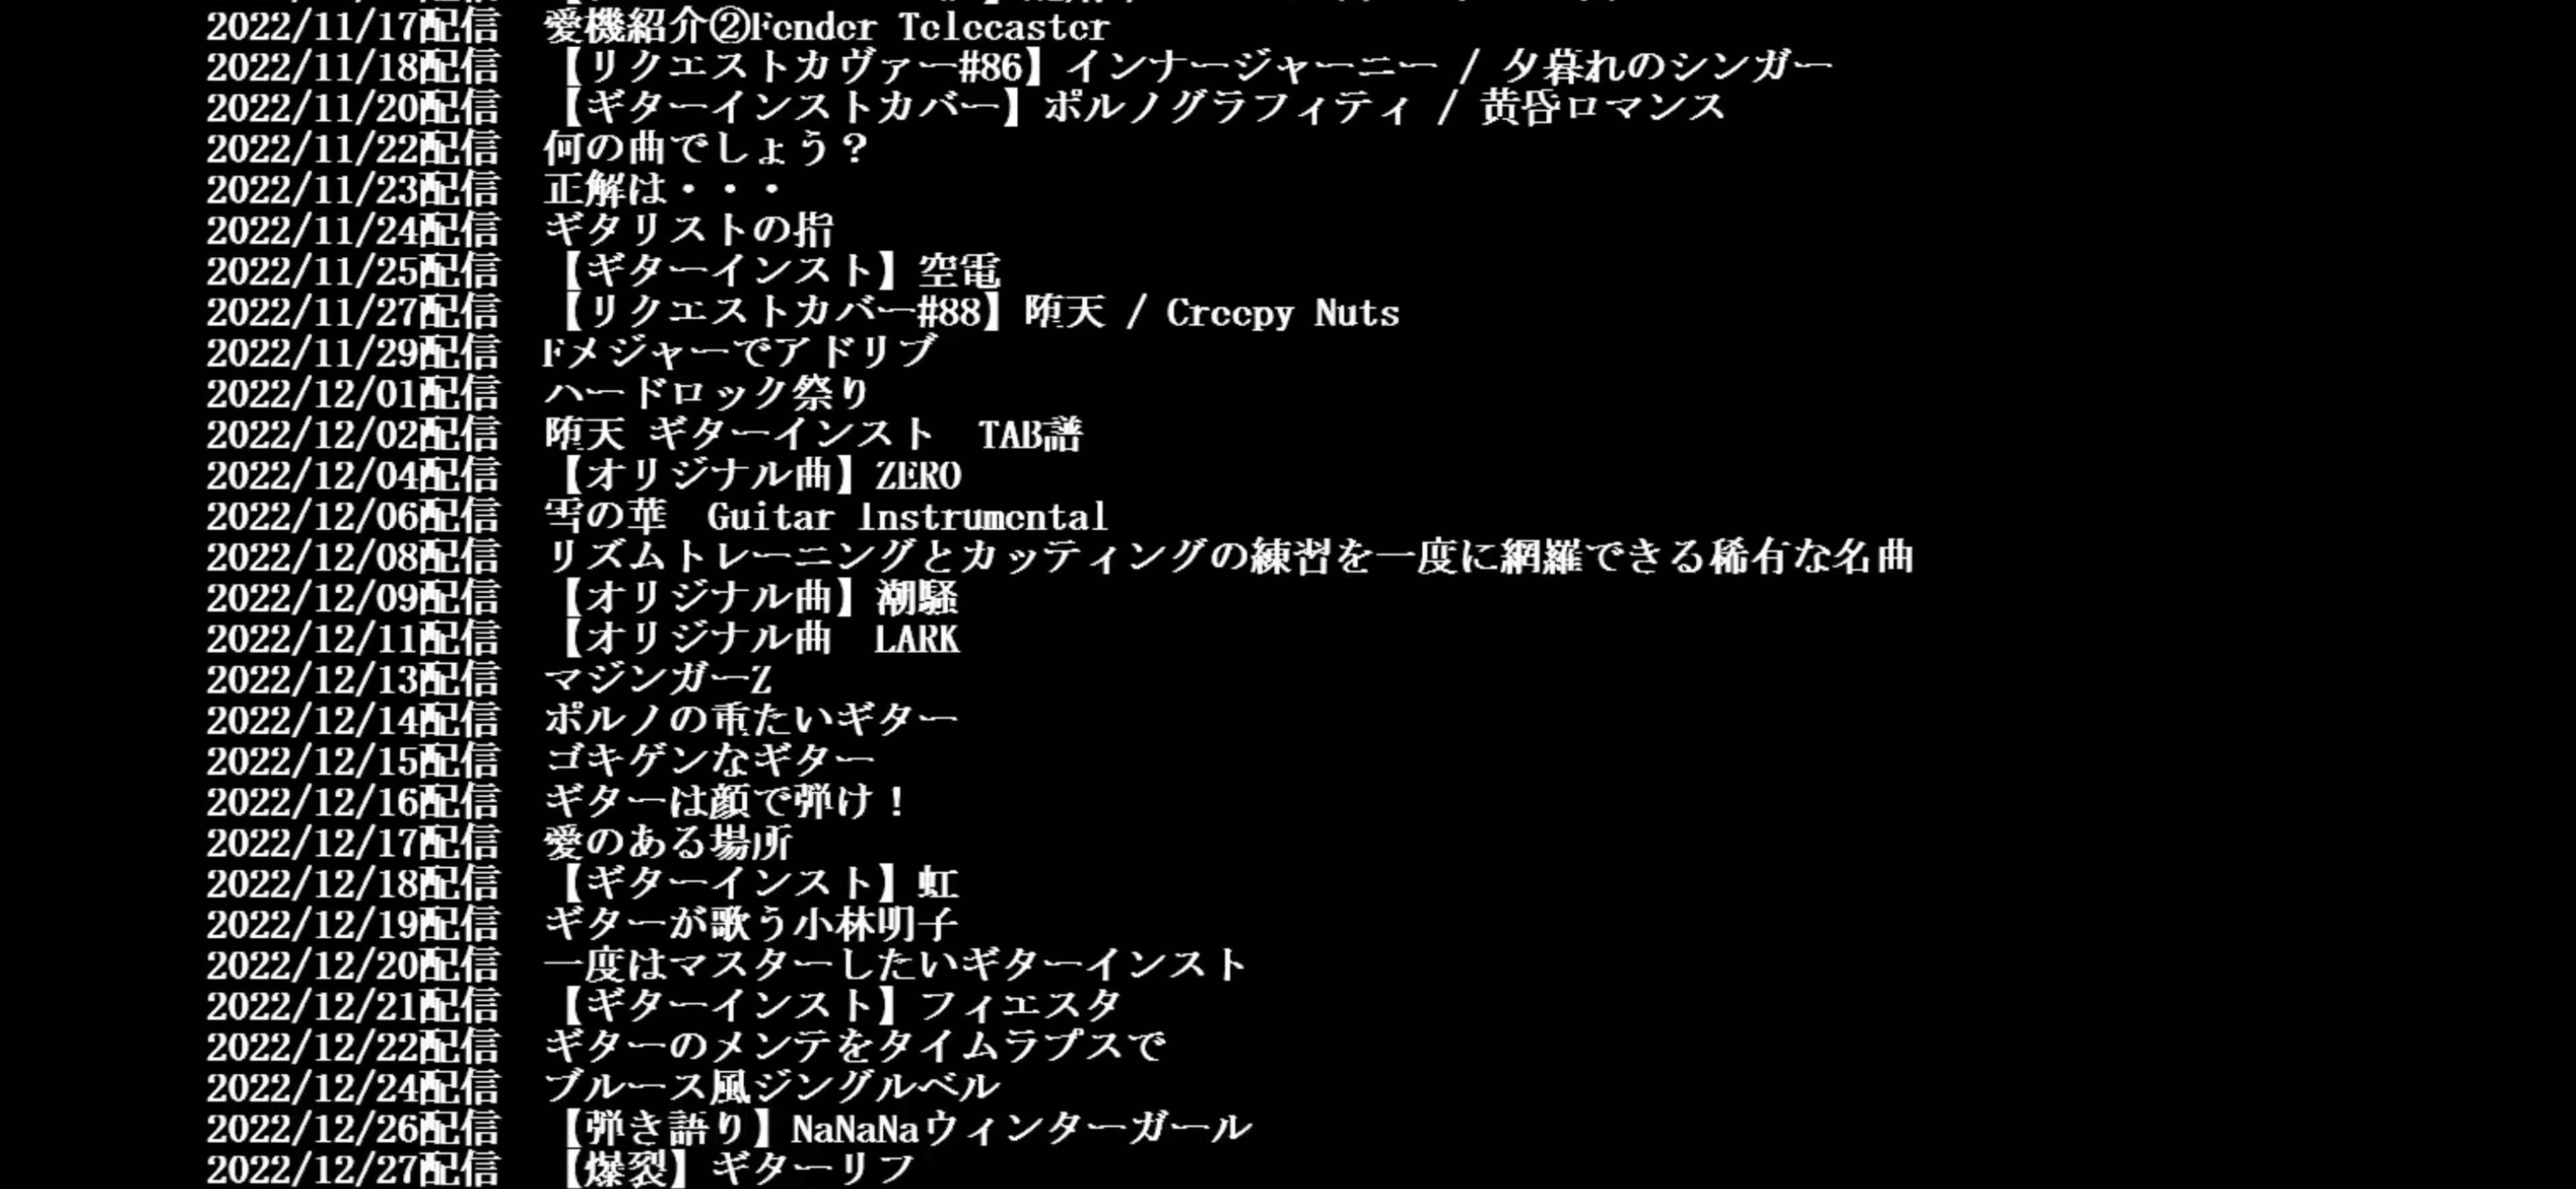 2022/11/17配信　愛機紹介②Fender Telecaster
2022/11/18配信　【リクエストカヴァー#86】インナージャーニー / 夕暮れのシンガー
2022/11/20配信　【ギターインストカバー】ポルノグラフィティ / 黄昏ロマンス
2022/11/22配信　何の曲でしょう？
2022/11/23配信　正解は・・・
2022/11/24配信　ギタリストの指
2022/11/25配信　【ギターインスト】空電
2022/11/27配信　【リクエストカバー#88】堕天 / Creepy Nuts
2022/11/29配信　Fメジャーでアドリブ
2022/12/01配信　ハードロック祭り
2022/12/02配信　堕天 ギターインスト　TAB譜
2022/12/04配信　【オリジナル曲】ZERO
2022/12/06配信　雪の華　Guitar Instrumental
2022/12/08配信　リズムトレーニングとカッティングの練習を一度に網羅できる稀有な名曲
2022/12/09配信　【オリジナル曲】潮騒
2022/12/11配信　【オリジナル曲　LARK
2022/12/13配信　マジンガーZ
2022/12/14配信　ポルノの重たいギター
2022/12/15配信　ゴキゲンなギター
2022/12/16配信　ギターは顔で弾け！
2022/12/17配信　愛のある場所
2022/12/18配信　【ギターインスト】虹
2022/12/19配信　ギターが歌う小林明子
2022/12/20配信　一度はマスターしたいギターインスト
2022/12/21配信　【ギターインスト】フィエスタ
2022/12/22配信　ギターのメンテをタイムラプスで
2022/12/24配信　ブルース風ジングルベル
2022/12/26配信　【弾き語り】NaNaNaウィンターガール
2022/12/27配信　【爆裂】ギターリフ